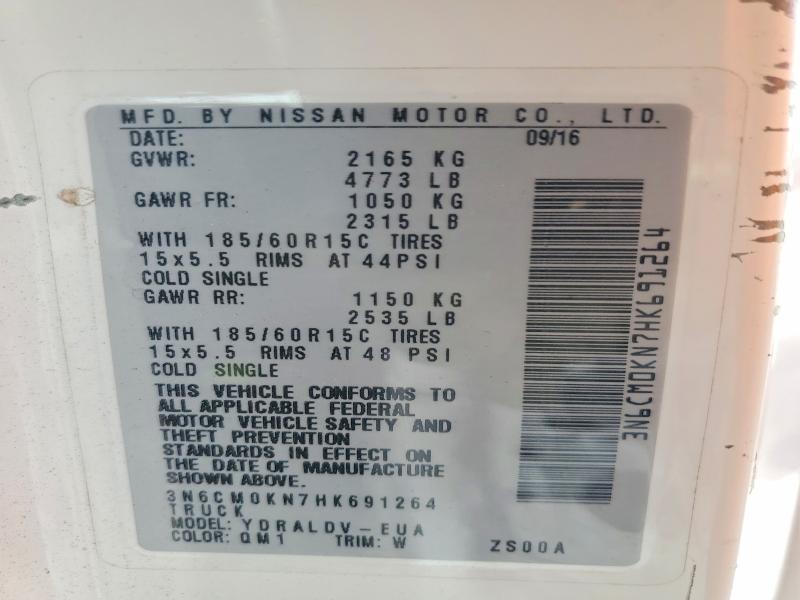 MFD. BY NISSAN MOTOR CO., LTD.
DATE: 09/16
GVWR: 2165 KG
4773 LB
GAWR FR: 1050 KG
2315 LB
WITH 185/60R15C TIRES
15x5.5 RIMS AT 44PSI
COLD SINGLE
GAWR RR: 1150 KG
2535 LB
WITH 185/60R15C TIRES
15x5.5 RIMS AT 48 PSI
COLD SINGLE
THIS VEHICLE CONFORMS TO
ALL APPLICABLE FEDERAL
MOTOR VEHICLE SAFETY AND
THEFT PREVENTION
STANDARDS IN EFFECT ON
THE DATE OF MANUFACTURE
SHOWN ABOVE.
3N6CM0KN7HK691264
TRUCK
MODEL: YDRALDV-EUA
COLOR: QM1 TRIM: W ZS00A
3N6CM0KN7HK691264